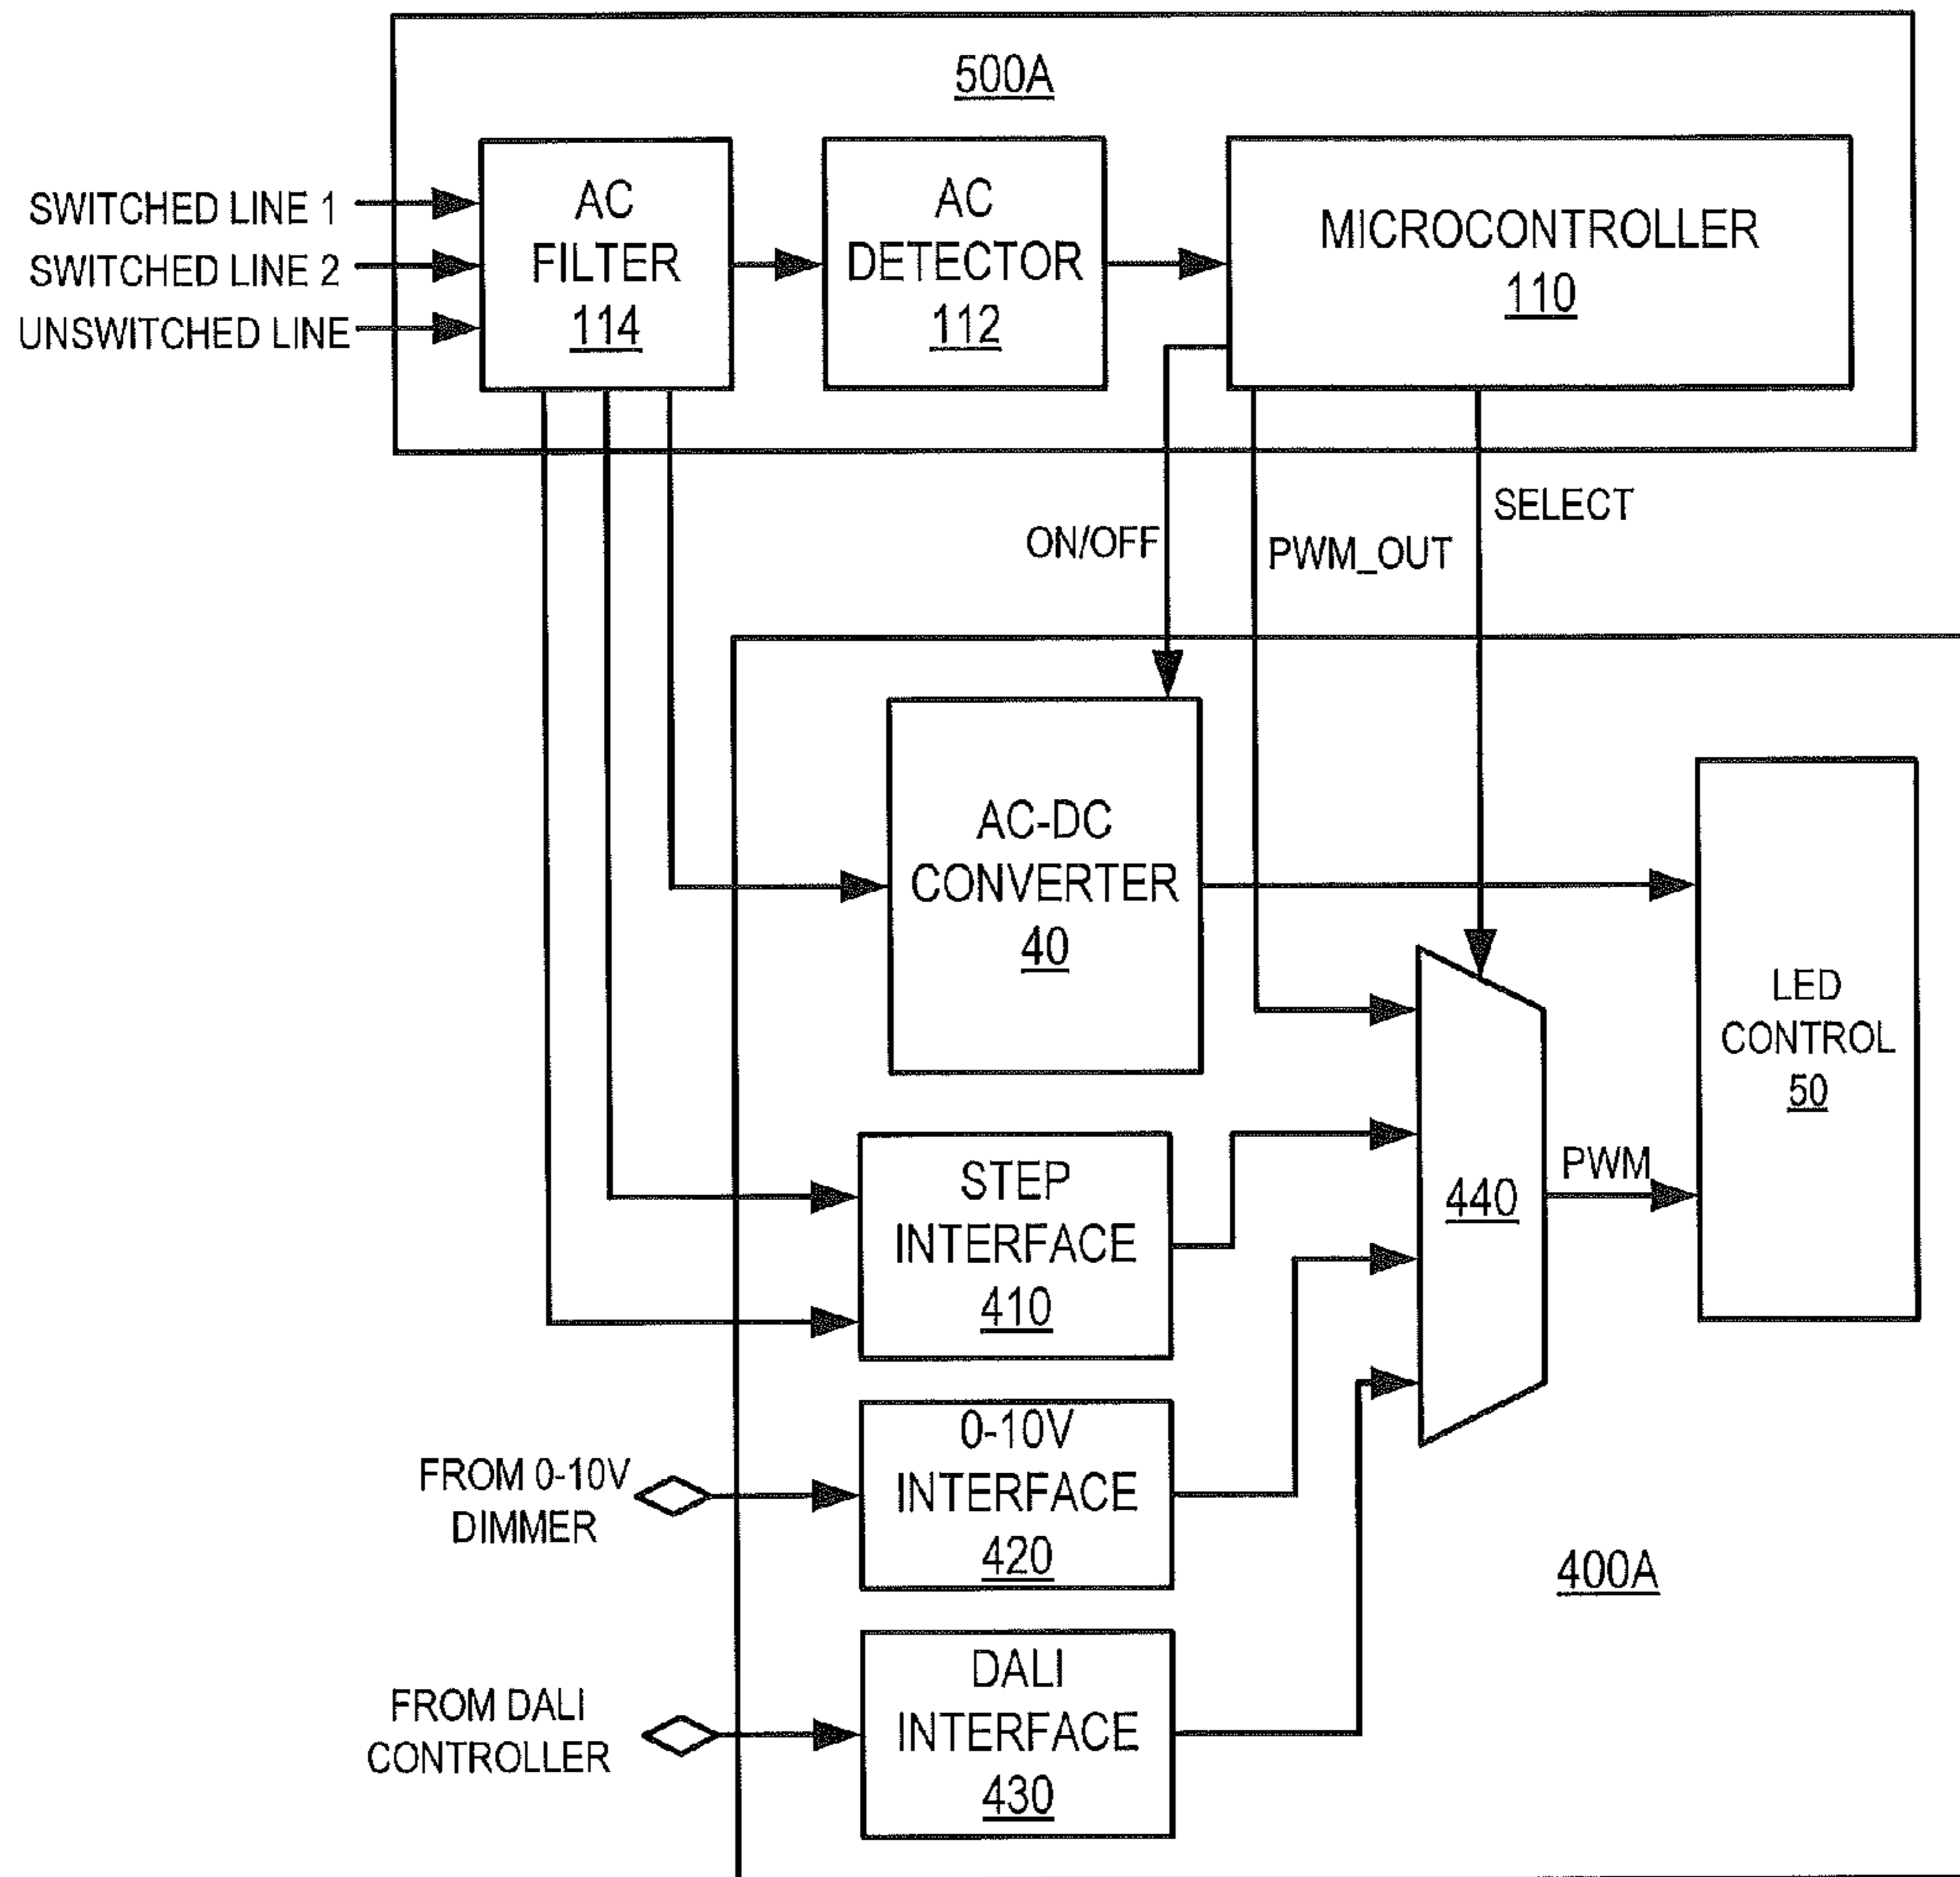 500A
AC
FILTER
114
AC
DETECTOR
112
MICROCONTROLLER
110
SWITCHED LINE 1
SWITCHED LINE 2
UNSWITCHED LINE
SELECT
ON/OFF
PWM_OUT
AC-DC
CONVERTER
40
LED
CONTROL
50
STEP
INTERFACE
410
440
PWM
0-10V
INTERFACE
420
FROM 0-10V
DIMMER
400A
DALI
INTERFACE
430
FROM DALI
CONTROLLER